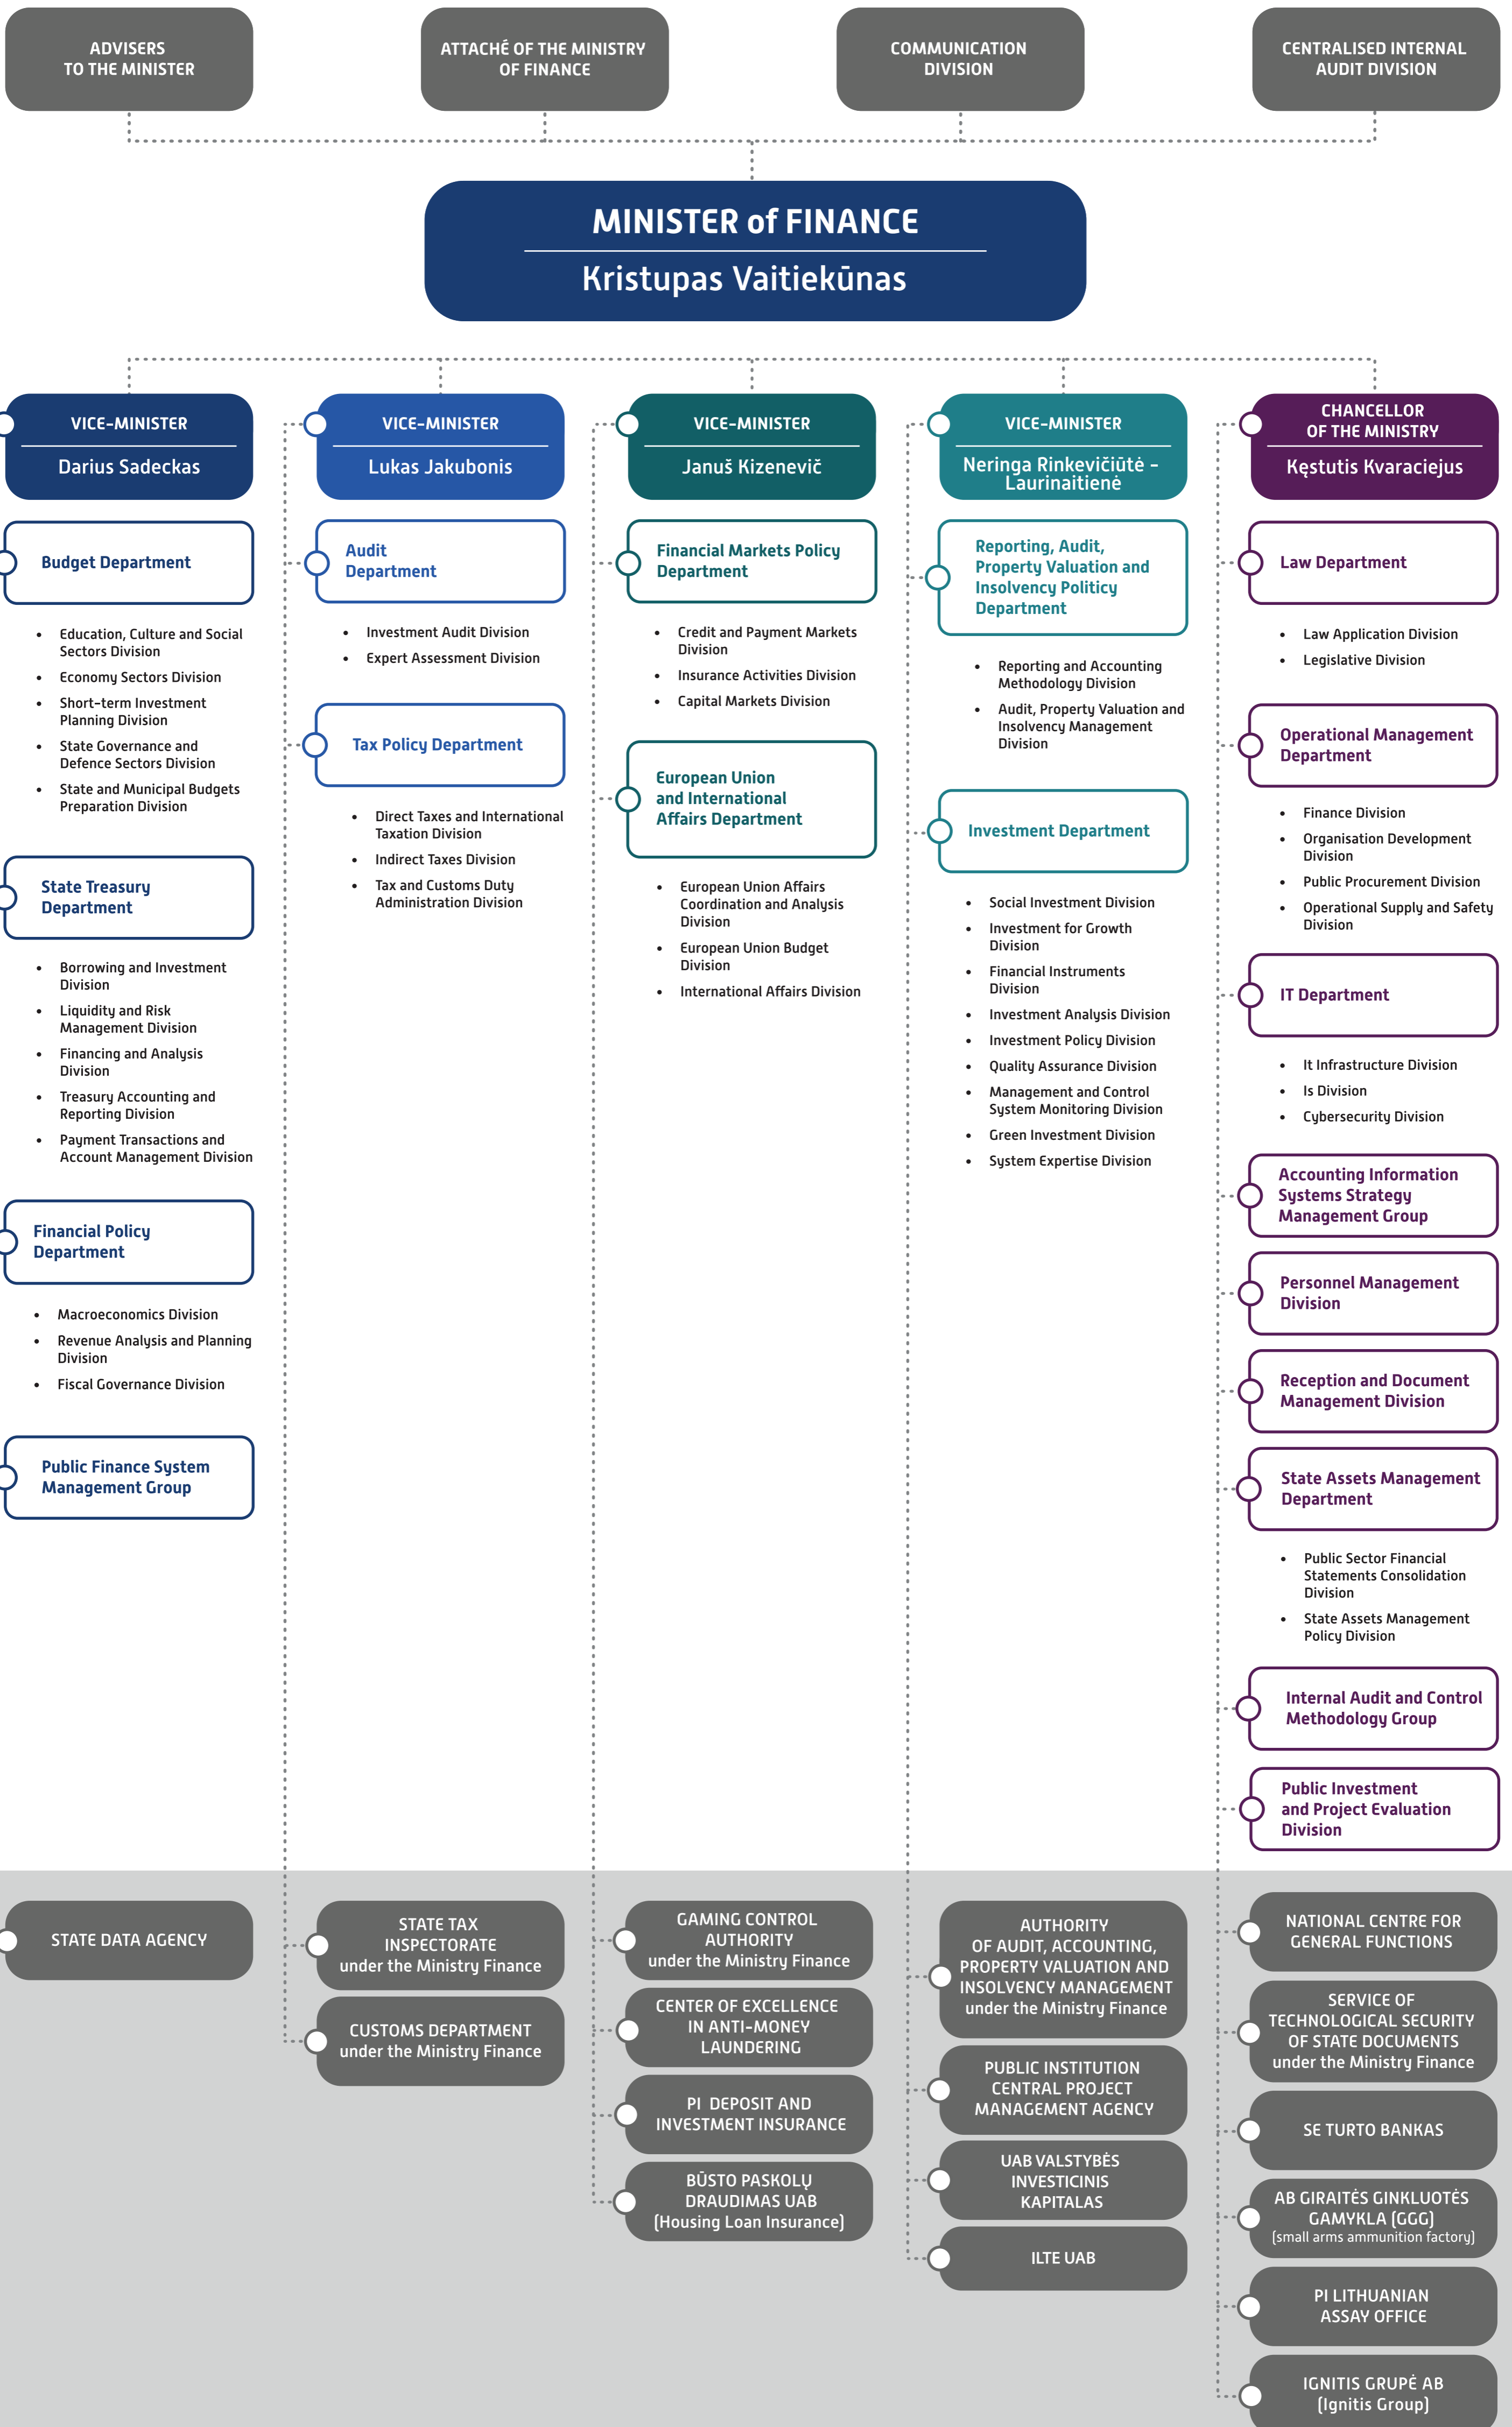 ADVISERS
TO THE MINISTER
ATTACHÉ OF THE MINISTRY
OF FINANCE
COMMUNICATION
DIVISION
CENTRALISED INTERNAL
AUDIT DIVISION
MINISTER of FINANCE
Kristupas Vaitiekūnas
VICE-MINISTER
Darius Sadeckas
Budget Department
• Education, Culture and Social
Sectors Division
• Economy Sectors Division
• Short-term Investment
Planning Division
• State Governance and
Defence Sectors Division
• State and Municipal Budgets
Preparation Division
State Treasury
Department
• Borrowing and Investment
Division
• Liquidity and Risk
Management Division
• Financing and Analysis
Division
• Treasury Accounting and
Reporting Division
• Payment Transactions and
Account Management Division
Financial Policy
Department
• Macroeconomics Division
• Revenue Analysis and Planning
Division
• Fiscal Governance Division
Public Finance System
Management Group
STATE DATA AGENCY
VICE-MINISTER
Lukas Jakubonis
Audit
Department
• Investment Audit Division
• Expert Assessment Division
Tax Policy Department
• Direct Taxes and International
Taxation Division
• Indirect Taxes Division
• Tax and Customs Duty
Administration Division
STATE TAX
INSPECTORATE
under the Ministry Finance
CUSTOMS DEPARTMENT
under the Ministry Finance
VICE-MINISTER
Januš Kizenevič
Financial Markets Policy
Department
• Credit and Payment Markets
Division
• Insurance Activities Division
• Capital Markets Division
European Union
and International
Affairs Department
• European Union Affairs
Coordination and Analysis
Division
• European Union Budget
Division
• International Affairs Division
GAMING CONTROL
AUTHORITY
under the Ministry Finance
CENTER OF EXCELLENCE
IN ANTI-MONEY
LAUNDERING
PI DEPOSIT AND
INVESTMENT INSURANCE
BŪSTO PASKOLŲ
DRAUDIMAS UAB
(Housing Loan Insurance)
VICE-MINISTER
Neringa Rinkevičiūtė -
Laurinaitienė
Reporting, Audit,
Property Valuation and
Insolvency Politicy
Department
• Reporting and Accounting
Methodology Division
• Audit, Property Valuation and
Insolvency Management
Division
Investment Department
• Social Investment Division
• Investment for Growth
Division
• Financial Instruments
Division
• Investment Analysis Division
• Investment Policy Division
• Quality Assurance Division
• Management and Control
System Monitoring Division
• Green Investment Division
• System Expertise Division
AUTHORITY
OF AUDIT, ACCOUNTING,
PROPERTY VALUATION AND
INSOLVENCY MANAGEMENT
under the Ministry Finance
PUBLIC INSTITUTION
CENTRAL PROJECT
MANAGEMENT AGENCY
UAB VALSTYBĖS
INVESTICINIS
KAPITALAS
ILTE UAB
CHANCELLOR
OF THE MINISTRY
Kęstutis Kvaraciejus
Law Department
• Law Application Division
• Legislative Division
Operational Management
Department
• Finance Division
• Organisation Development
Division
• Public Procurement Division
• Operational Supply and Safety
Division
IT Department
• It Infrastructure Division
• Is Division
• Cybersecurity Division
Accounting Information
Systems Strategy
Management Group
Personnel Management
Division
Reception and Document
Management Division
State Assets Management
Department
• Public Sector Financial
Statements Consolidation
Division
• State Assets Management
Policy Division
Internal Audit and Control
Methodology Group
Public Investment
and Project Evaluation
Division
NATIONAL CENTRE FOR
GENERAL FUNCTIONS
SERVICE OF
TECHNOLOGICAL SECURITY
OF STATE DOCUMENTS
under the Ministry Finance
SE TURTO BANKAS
AB GIRAITĖS GINKLUOTĖS
GAMYKLA (GGG)
(small arms ammunition factory)
PI LITHUANIAN
ASSAY OFFICE
IGNITIS GRUPĖ AB
(Ignitis Group)